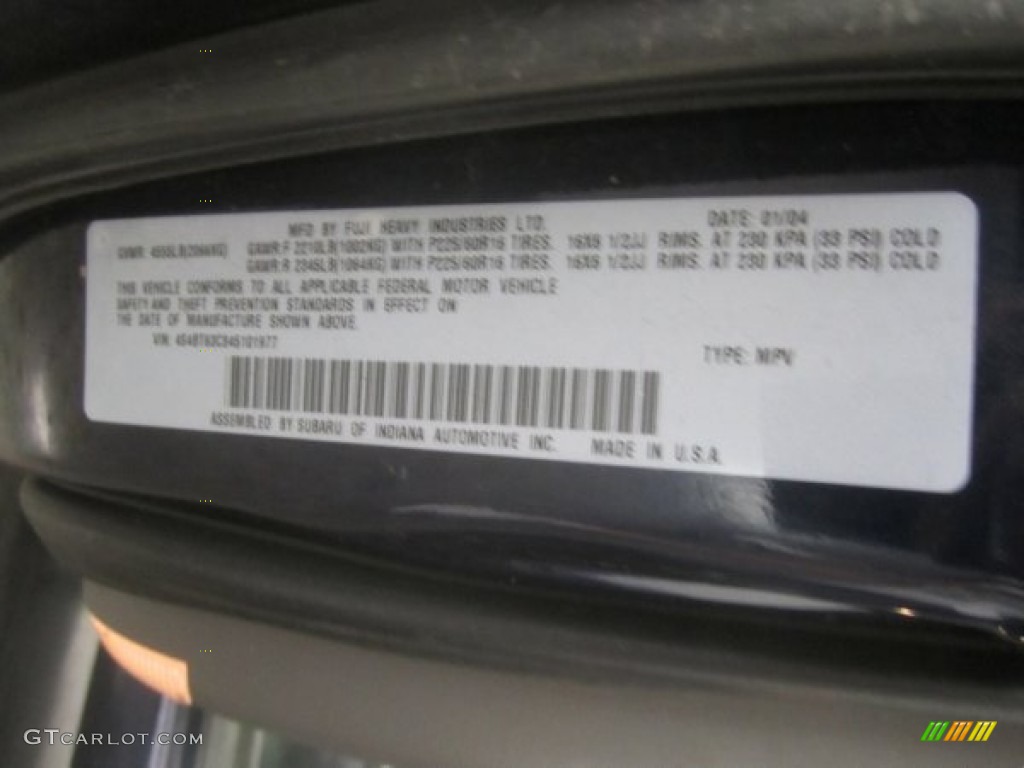 MFD BY FUJI HEAVY INDUSTRIES LTD. DATE: 01/04
GVWR: 4555LB(2066KG) GAWR:F 2210LB(1002KG) WITH P225/60R16 TIRES. 16X6 1/2JJ RIMS. AT 230 KPA (33 PSI) COLD
GAWR:R 2345LB(1064KG) WITH P225/60R16 TIRES. 16X6 1/2JJ RIMS. AT 230 KPA (33 PSI) COLD
THIS VEHICLE CONFORMS TO ALL APPLICABLE FEDERAL MOTOR VEHICLE
SAFETY AND THEFT PREVENTION STANDARDS IN EFFECT ON
THE DATE OF MANUFACTURE SHOWN ABOVE.
VIN: TYPE: MPV
ASSEMBLED BY SUBARU OF INDIANA AUTOMOTIVE INC. MADE IN U.S.A.
GTCARLOT.COM